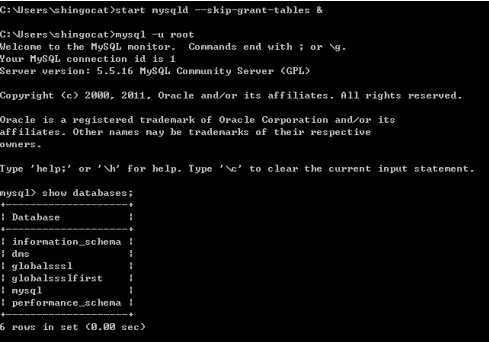 C:\Users\shingocat>start mysqld --skip-grant-tables &
C:\Users\shingocat>mysql -u root
Welcome to the MySQL monitor.  Commands end with ; or \g.
Your MySQL connection id is 1
Server version: 5.5.16 MySQL Community Server (GPL)
Copyright (c) 2000, 2011, Oracle and/or its affiliates. All rights reserved.
Oracle is a registered trademark of Oracle Corporation and/or its
affiliates. Other names may be trademarks of their respective
owners.
Type 'help;' or '\h' for help. Type '\c' to clear the current input statement.
mysql> show databases;
+--------------------+
| Database           |
+--------------------+
| information_schema |
| dms                |
| globalsssl         |
| globalssslfirst    |
| mysql              |
| performance_schema |
+--------------------+
6 rows in set (0.00 sec)